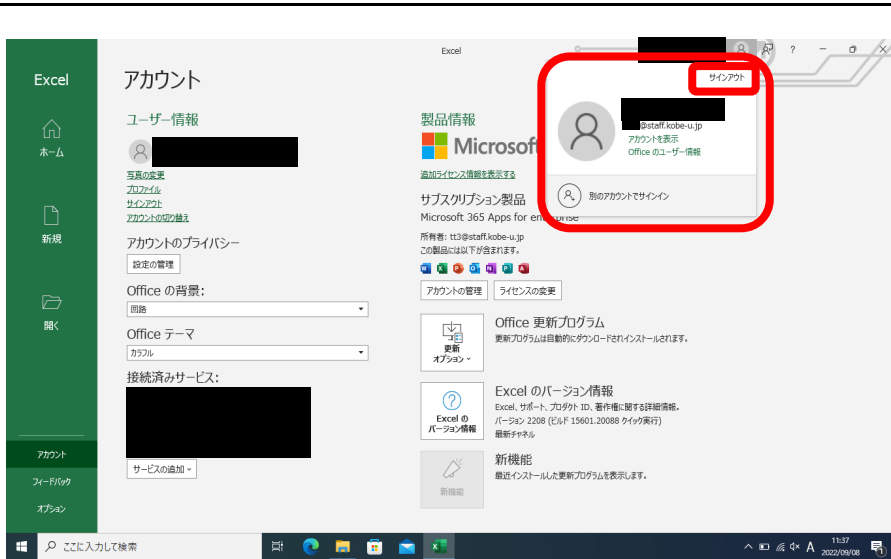 Excel
Excel
ホーム
新規
開く
アカウント
フィードバック
オプション
アカウント
ユーザー情報
写真の変更
プロファイル
サインアウト
アカウントの切り替え
アカウントのプライバシー
設定の管理
Office の背景:
回路
Office テーマ
カラフル
接続済みサービス:
サービスの追加
製品情報
Microsoft
追加ライセンス情報を表示する
サブスクリプション製品
Microsoft 365 Apps for enterprise
所有者: tt3@staff.kobe-u.jp
この製品には以下が含まれます。
アカウントの管理
ライセンスの変更
更新
オプション
Office 更新プログラム
更新プログラムは自動的にダウンロードされインストールされます。
Excel の
バージョン情報
Excel のバージョン情報
Excel、サポート、プロダクト ID、著作権に関する詳細情報。
バージョン 2208 (ビルド 15601.20088 クイック実行)
最新チャネル
新機能
新機能
最近インストールした更新プログラムを表示します。
サインアウト
@staff.kobe-u.jp
アカウントを表示
Office のユーザー情報
別のアカウントでサインイン
ここに入力して検索
A
11:37
2022/09/08